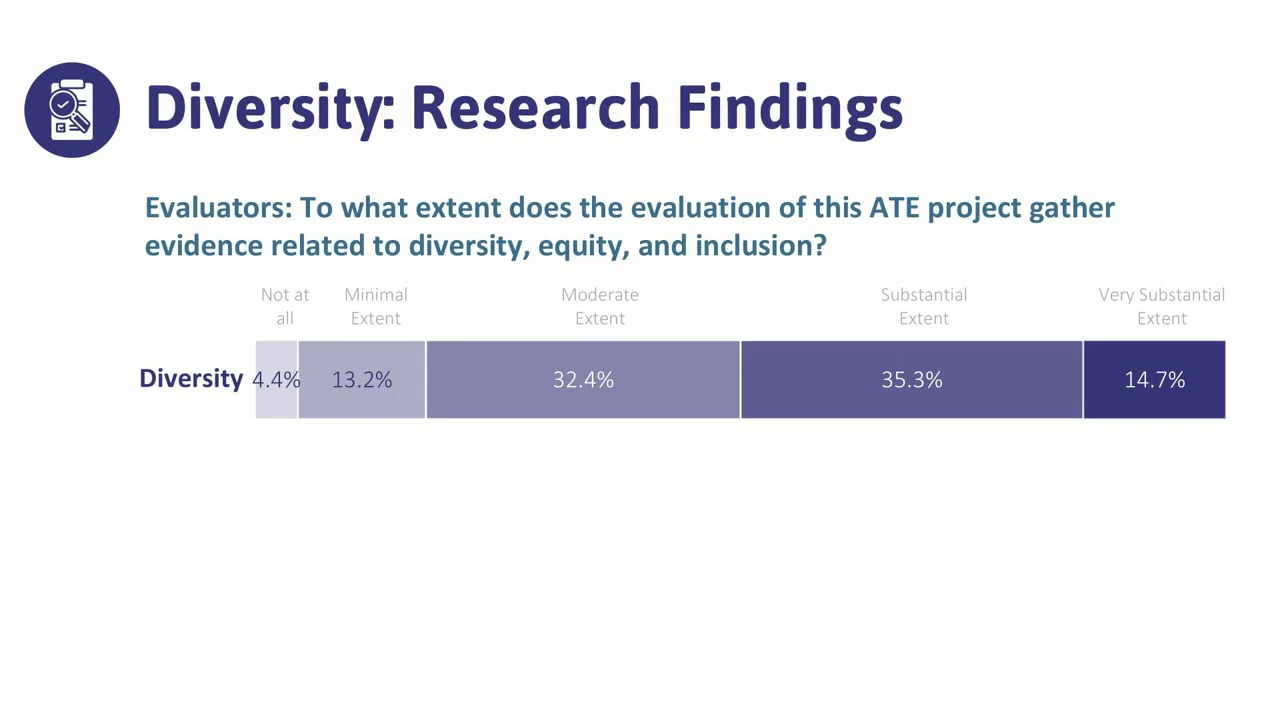 Diversity: Research Findings
Evaluators: To what extent does the evaluation of this ATE project gather
evidence related to diversity, equity, and inclusion?
Not at
all
Minimal
Extent
Moderate
Extent
Substantial
Extent
Very Substantial
Extent
Diversity 4.4% 13.2% 32.4% 35.3% 14.7%